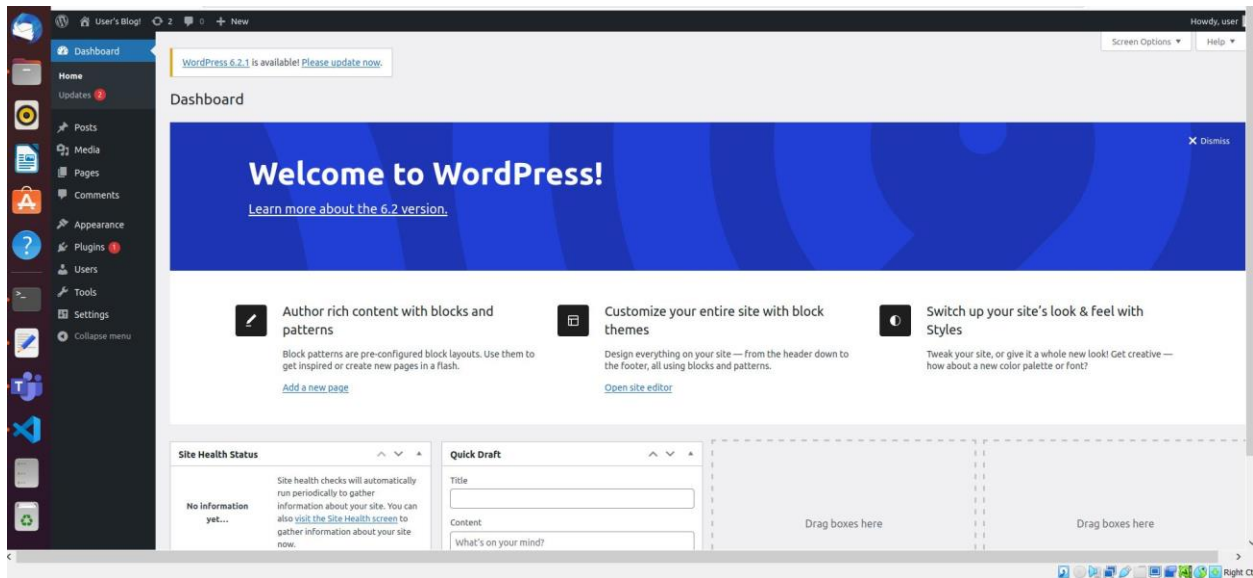 User's Blog! 2 0 + New
Howdy, user
Screen Options ▼ Help ▼
Dashboard
Home
Updates 2
Posts
Media
Pages
Comments
Appearance
Plugins 1
Users
Tools
Settings
Collapse menu
WordPress 6.2.1 is available! Please update now.
Dashboard
Dismiss
Welcome to WordPress!
Learn more about the 6.2 version.
Author rich content with blocks and
patterns
Block patterns are pre-configured block layouts. Use them to
get inspired or create new pages in a flash.
Add a new page
Customize your entire site with block
themes
Design everything on your site — from the header down to
the footer, all using blocks and patterns.
Open site editor
Switch up your site's look & feel with
Styles
Tweak your site, or give it a whole new look! Get creative —
how about a new color palette or font?
Site Health Status
No information
yet...
Site health checks will automatically
run periodically to gather
information about your site. You can
also visit the Site Health screen to
gather information about your site
now.
Quick Draft
Title
Content
What's on your mind?
Drag boxes here
Drag boxes here
Right Ct